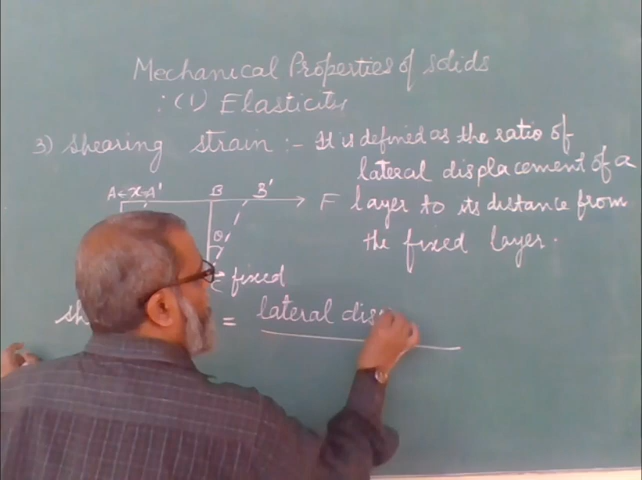 Mechanical Properties of solids
:(1) Elasticity
3) shearing strain :- It is defined as the ratio of
lateral displacement of a
A←x→A' B B' F layer to its distance from
the fixed layer.
θ
C fixed
= lateral dis